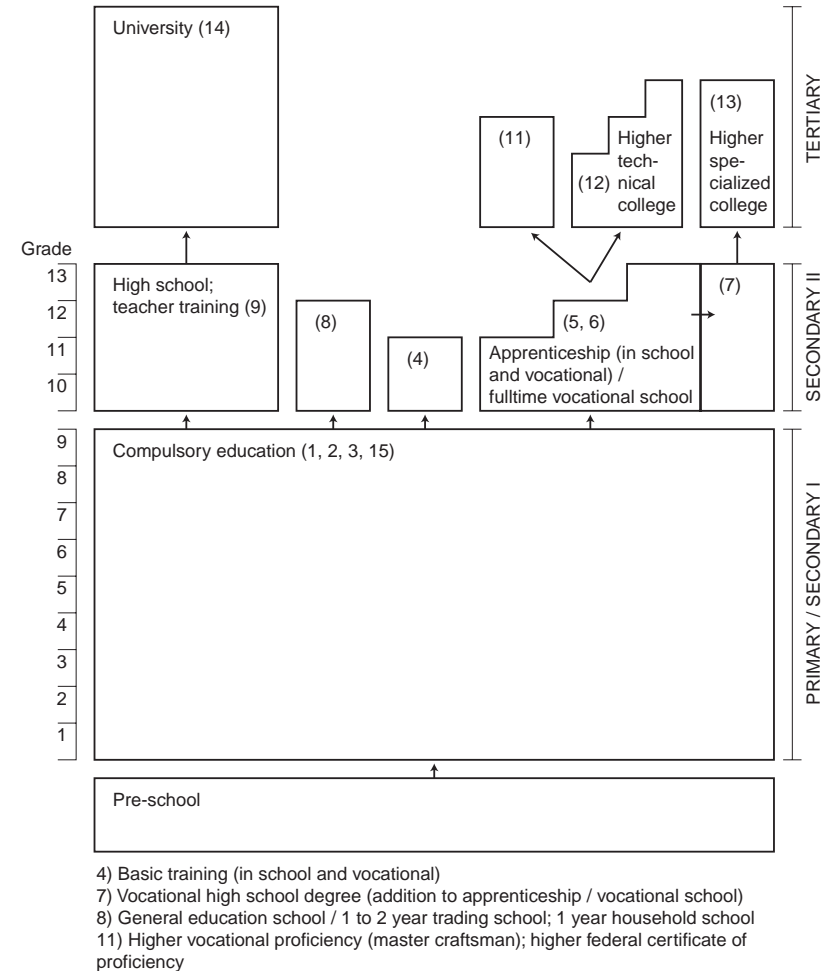 University (14)
TERTIARY
(13)
Higher
spe-
cialized
college
(11)
Higher
tech-
(12) nical
college
Grade
13
12
11
10
High school;
teacher training (9)
(8)
(4)
(5, 6)
Apprenticeship (in school
and vocational) /
fulltime vocational school
(7)
SECONDARY II
9
8
7
6
5
4
3
2
1
Compulsory education (1, 2, 3, 15)
PRIMARY / SECONDARY I
Pre-school
4) Basic training (in school and vocational)
7) Vocational high school degree (addition to apprenticeship / vocational school)
8) General education school / 1 to 2 year trading school; 1 year household school
11) Higher vocational proficiency (master craftsman); higher federal certificate of
proficiency